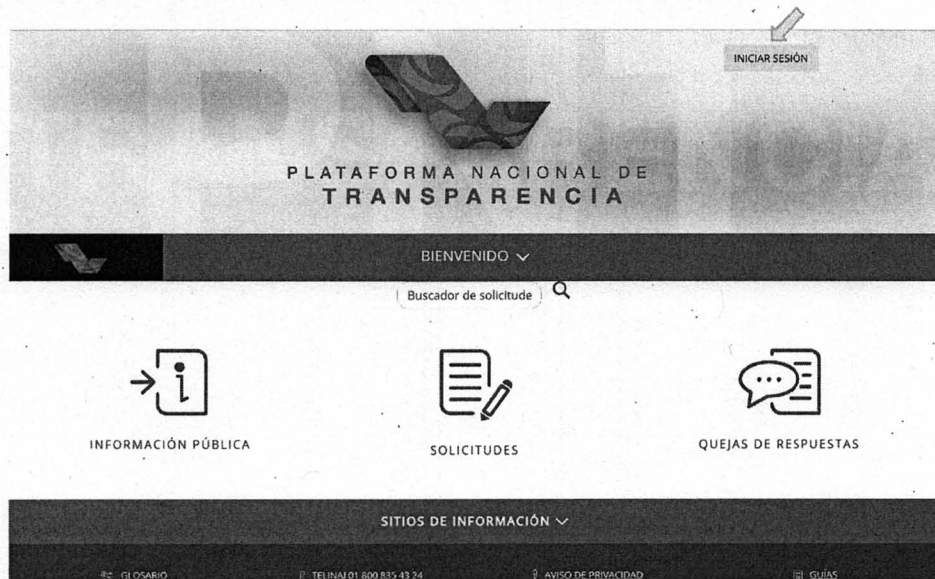 INICIAR SESIÓN
PLATAFORMA NACIONAL DE
TRANSPARENCIA
BIENVENIDO
Buscador de solicitude
INFORMACIÓN PÚBLICA
SOLICITUDES
QUEJAS DE RESPUESTAS
SITIOS DE INFORMACIÓN
GLOSARIO
TELINAI 01 800 835 43 24
AVISO DE PRIVACIDAD
GUÍAS